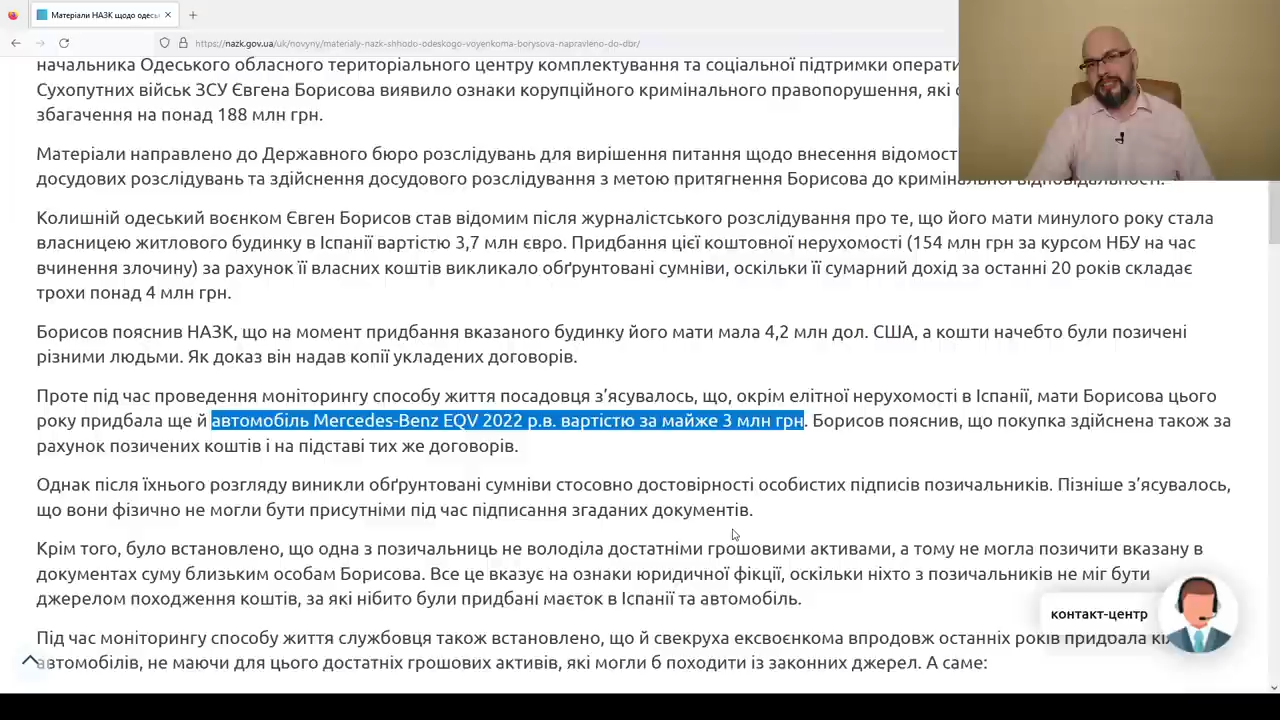 Матеріали НАЗК щодо одеськ
https://nazk.gov.ua/uk/novyny/materialy-nazk-shhodo-odeskogo-voyenkoma-borysova-napravleno-do-dbr/
начальника Одеського обласного територіального центру комплектування та соціальної підтримки операти
Сухопутних військ ЗСУ Євгена Борисова виявило ознаки корупційного кримінального правопорушення, які
збагачення на понад 188 млн грн.
Матеріали направлено до Державного бюро розслідувань для вирішення питання щодо внесення відомост
досудових розслідувань та здійснення досудового розслідування з метою притягнення Борисова до кримінальної відповідальності.
Колишній одеський воєнком Євген Борисов став відомим після журналістського розслідування про те, що його мати минулого року стала
власницею житлового будинку в Іспанії вартістю 3,7 млн євро. Придбання цієї коштовної нерухомості (154 млн грн за курсом НБУ на час
вчинення злочину) за рахунок її власних коштів викликало обґрунтовані сумніви, оскільки її сумарний дохід за останні 20 років складає
трохи понад 4 млн грн.
Борисов пояснив НАЗК, що на момент придбання вказаного будинку його мати мала 4,2 млн дол. США, а кошти начебто були позичені
різними людьми. Як доказ він надав копії укладених договорів.
Проте під час проведення моніторингу способу життя посадовця з’ясувалось, що, окрім елітної нерухомості в Іспанії, мати Борисова цього
року придбала ще й автомобіль Mercedes-Benz EQV 2022 р.в. вартістю за майже 3 млн грн. Борисов пояснив, що покупка здійснена також за
рахунок позичених коштів і на підставі тих же договорів.
Однак після їхнього розгляду виникли обґрунтовані сумніви стосовно достовірності особистих підписів позичальників. Пізніше з’ясувалось,
що вони фізично не могли бути присутніми під час підписання згаданих документів.
Крім того, було встановлено, що одна з позичальниць не володіла достатніми грошовими активами, а тому не могла позичити вказану в
документах суму близьким особам Борисова. Все це вказує на ознаки юридичної фікції, оскільки ніхто з позичальників не міг бути
джерелом походження коштів, за які нібито були придбані маєток в Іспанії та автомобіль.
контакт-центр
Під час моніторингу способу життя службовця також встановлено, що й свекруха ексвоєнкома впродовж останніх років придбала
автомобілів, не маючи для цього достатніх грошових активів, які могли б походити із законних джерел. А саме: